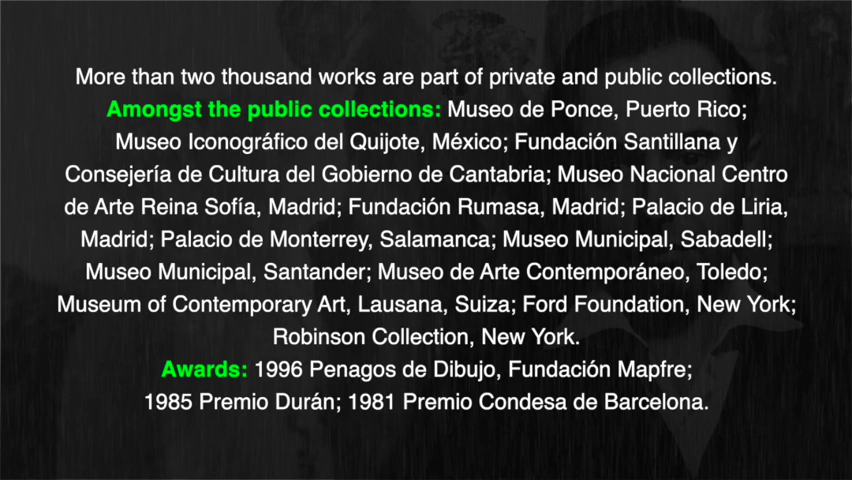 More than two thousand works are part of private and public collections.
Amongst the public collections: Museo de Ponce, Puerto Rico;
Museo Iconográfico del Quijote, México; Fundación Santillana y
Consejería de Cultura del Gobierno de Cantabria; Museo Nacional Centro
de Arte Reina Sofía, Madrid; Fundación Rumasa, Madrid; Palacio de Liria,
Madrid; Palacio de Monterrey, Salamanca; Museo Municipal, Sabadell;
Museo Municipal, Santander; Museo de Arte Contemporáneo, Toledo;
Museum of Contemporary Art, Lausana, Suiza; Ford Foundation, New York;
Robinson Collection, New York.
Awards: 1996 Penagos de Dibujo, Fundación Mapfre;
1985 Premio Durán; 1981 Premio Condesa de Barcelona.